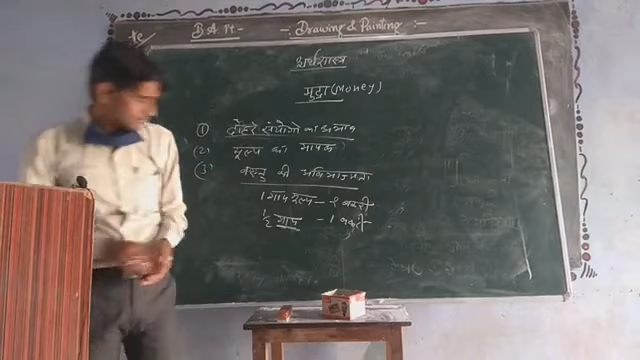 B.A Ist - Drawing & Painting -
अर्थशास्त्र
मुद्रा (Money)
(1) दोहरे संयोगो का अभाव
(2) मूल्य का मापक
(3) वस्तु की अविभाज्यता
1 गाय मूल्य - 2 बकरी
½ गाय - 1 बकरी